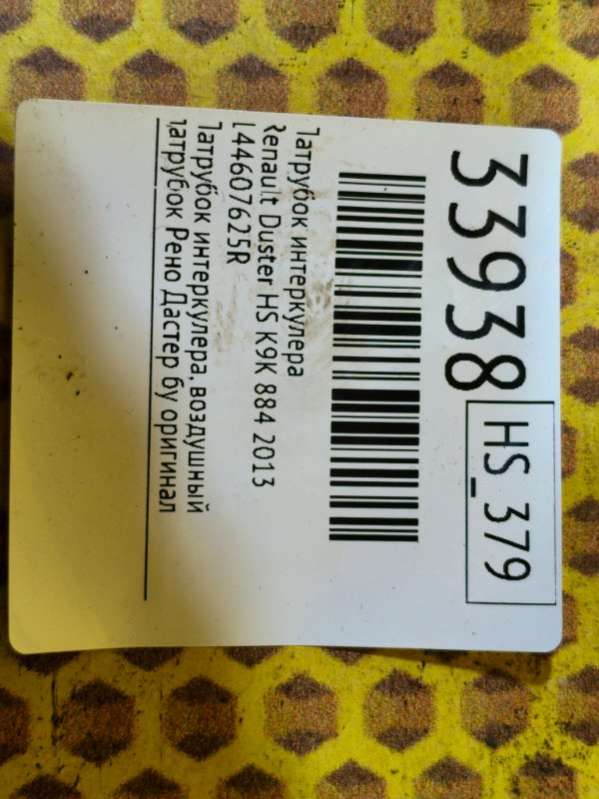 33938
HS_379
Патрубок интеркулера
Renault Duster HS K9K 884 2013
144607625R
Патрубок интеркулера, воздушный
патрубок Рено Дастер бу оригинал